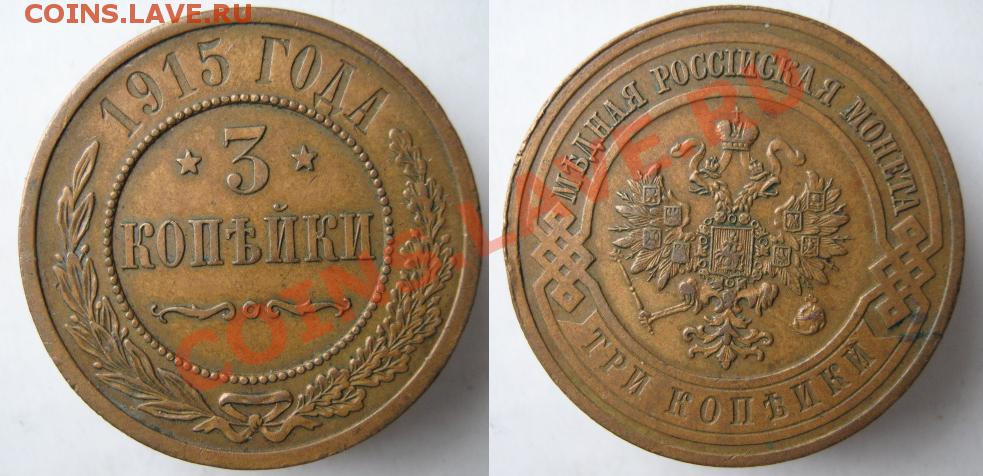 COINS.LAVE.RU
1915 ГОДА
3
КОПѢЙКИ
COINS.LAVE.RU
МѢДНАЯ РОССІЙСКАЯ МОНЕТА
ТРИ КОПѢЙКИ